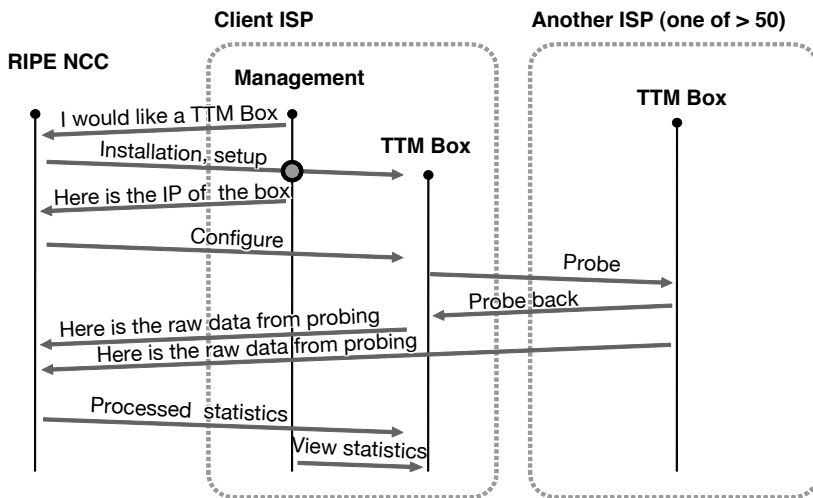 Client ISP
Another ISP (one of > 50)
RIPE NCC
Management
TTM Box
TTM Box
I would like a TTM Box
Installation, setup
Here is the IP of the box
Configure
Probe
Probe back
Here is the raw data from probing
Here is the raw data from probing
Processed statistics
View statistics